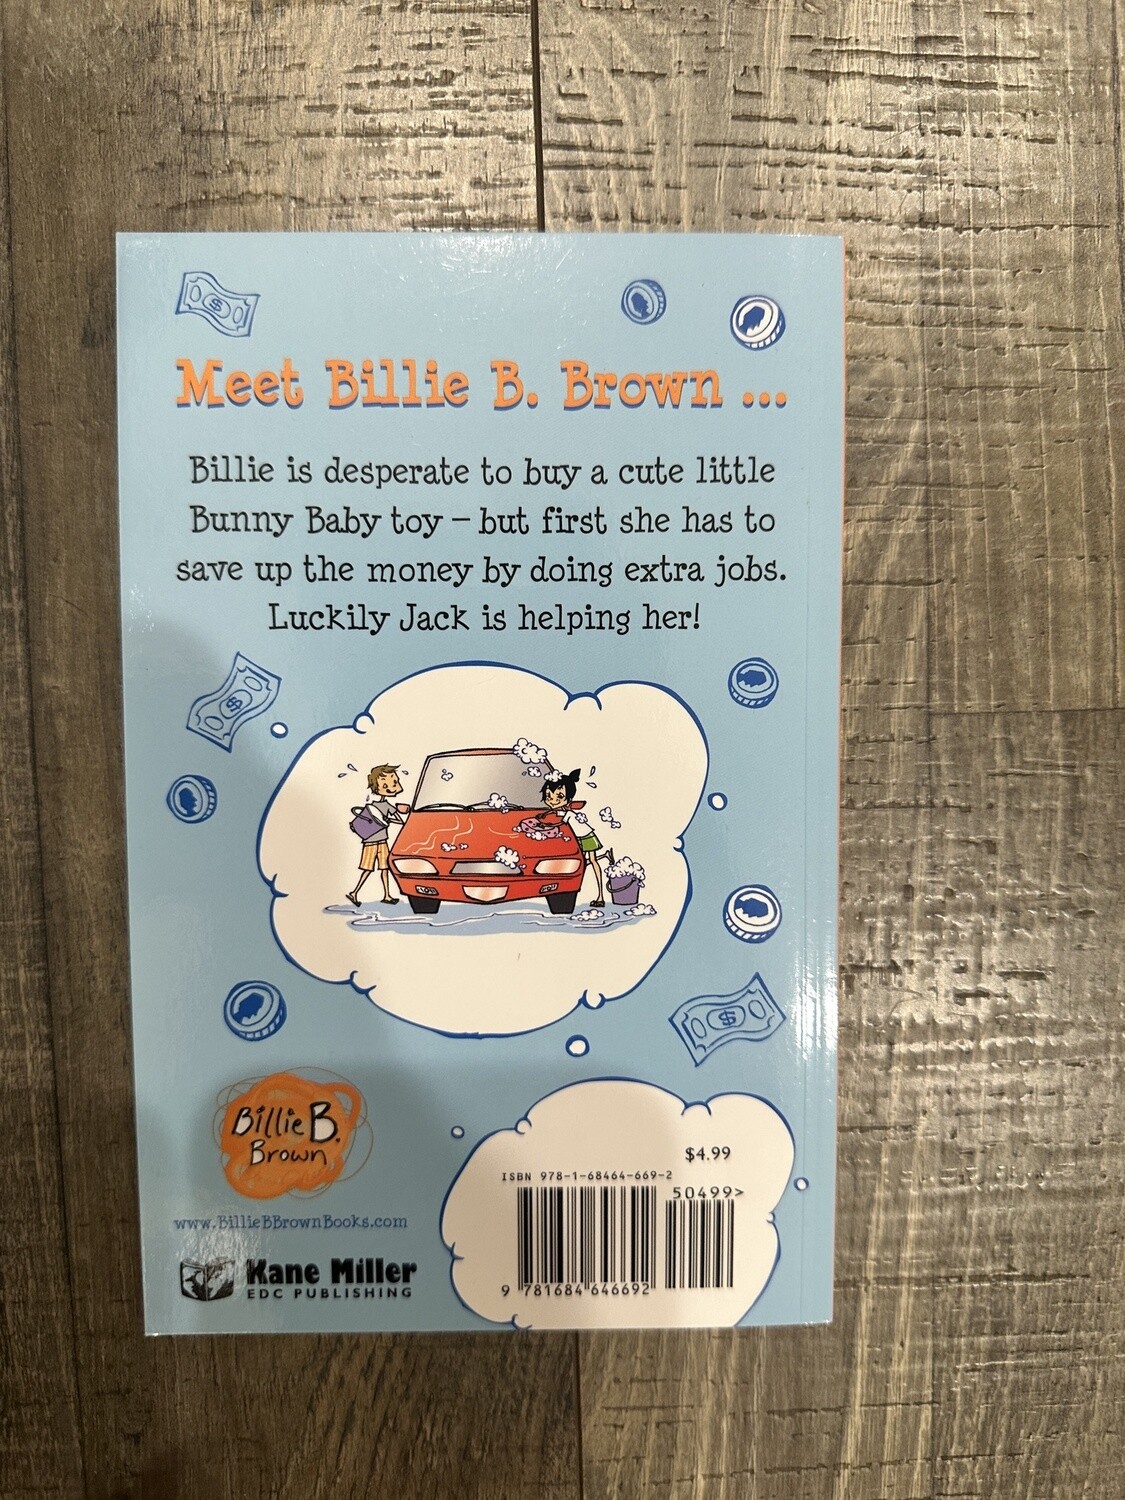 Meet Billie B. Brown ...
Billie is desperate to buy a cute little
Bunny Baby toy – but first she has to
save up the money by doing extra jobs.
Luckily Jack is helping her!
Billie B.
Brown
www.BillieBBrownBooks.com
Kane Miller
EDC PUBLISHING
$4.99
ISBN 978-1-68464-669-2
50499>
9 781684 646692